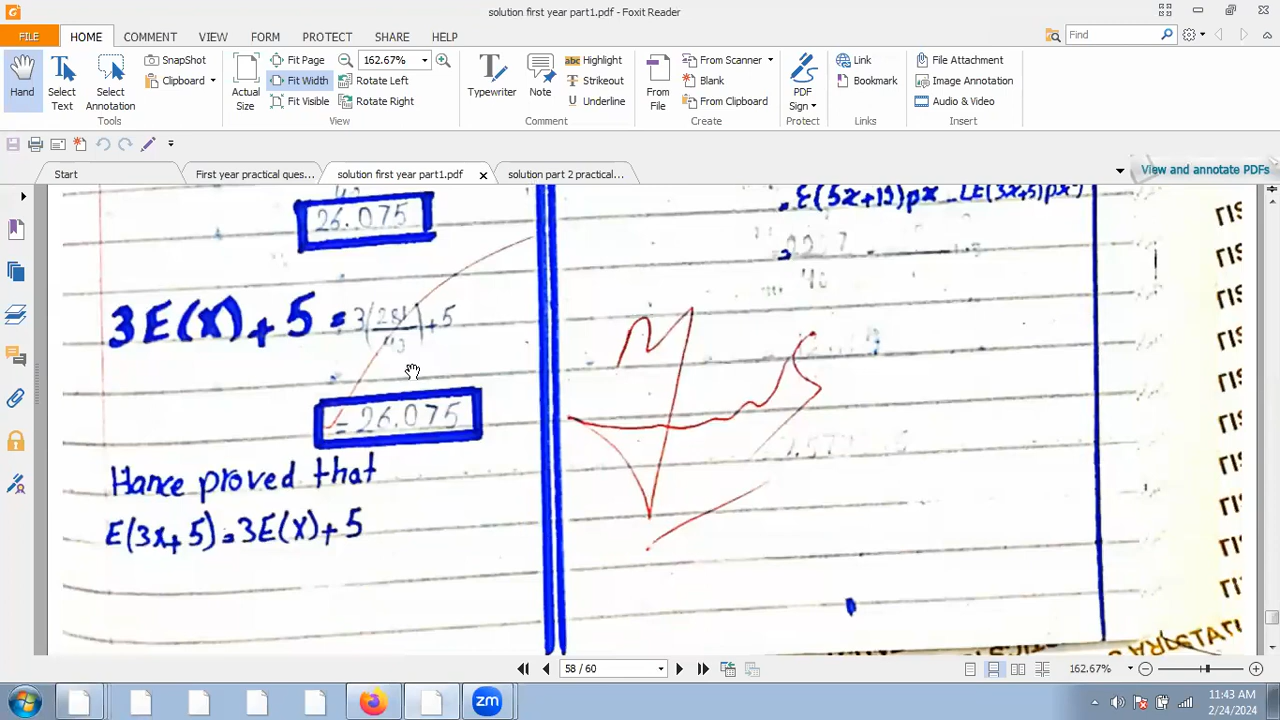 solution first year part1.pdf - Foxit Reader
FILE HOME COMMENT VIEW FORM PROTECT SHARE HELP
Find
Hand
Select Text
Select Annotation
SnapShot
Clipboard
Actual Size
Fit Page
Fit Width
Fit Visible
162.67%
Rotate Left
Rotate Right
Typewriter
Note
Highlight
Strikeout
Underline
From File
From Scanner
Blank
From Clipboard
PDF Sign
Link
Bookmark
File Attachment
Image Annotation
Audio & Video
Tools View Comment Create Protect Links Insert
Start
First year practical ques...
solution first year part1.pdf
solution part 2 practical...
View and annotate PDFs
26.075
3E(X)+5 = 3( )+5
= 26.075
Hance proved that
E(3x+5)=3E(X)+5
58 / 60
162.67%
zm
11:43 AM
2/24/2024